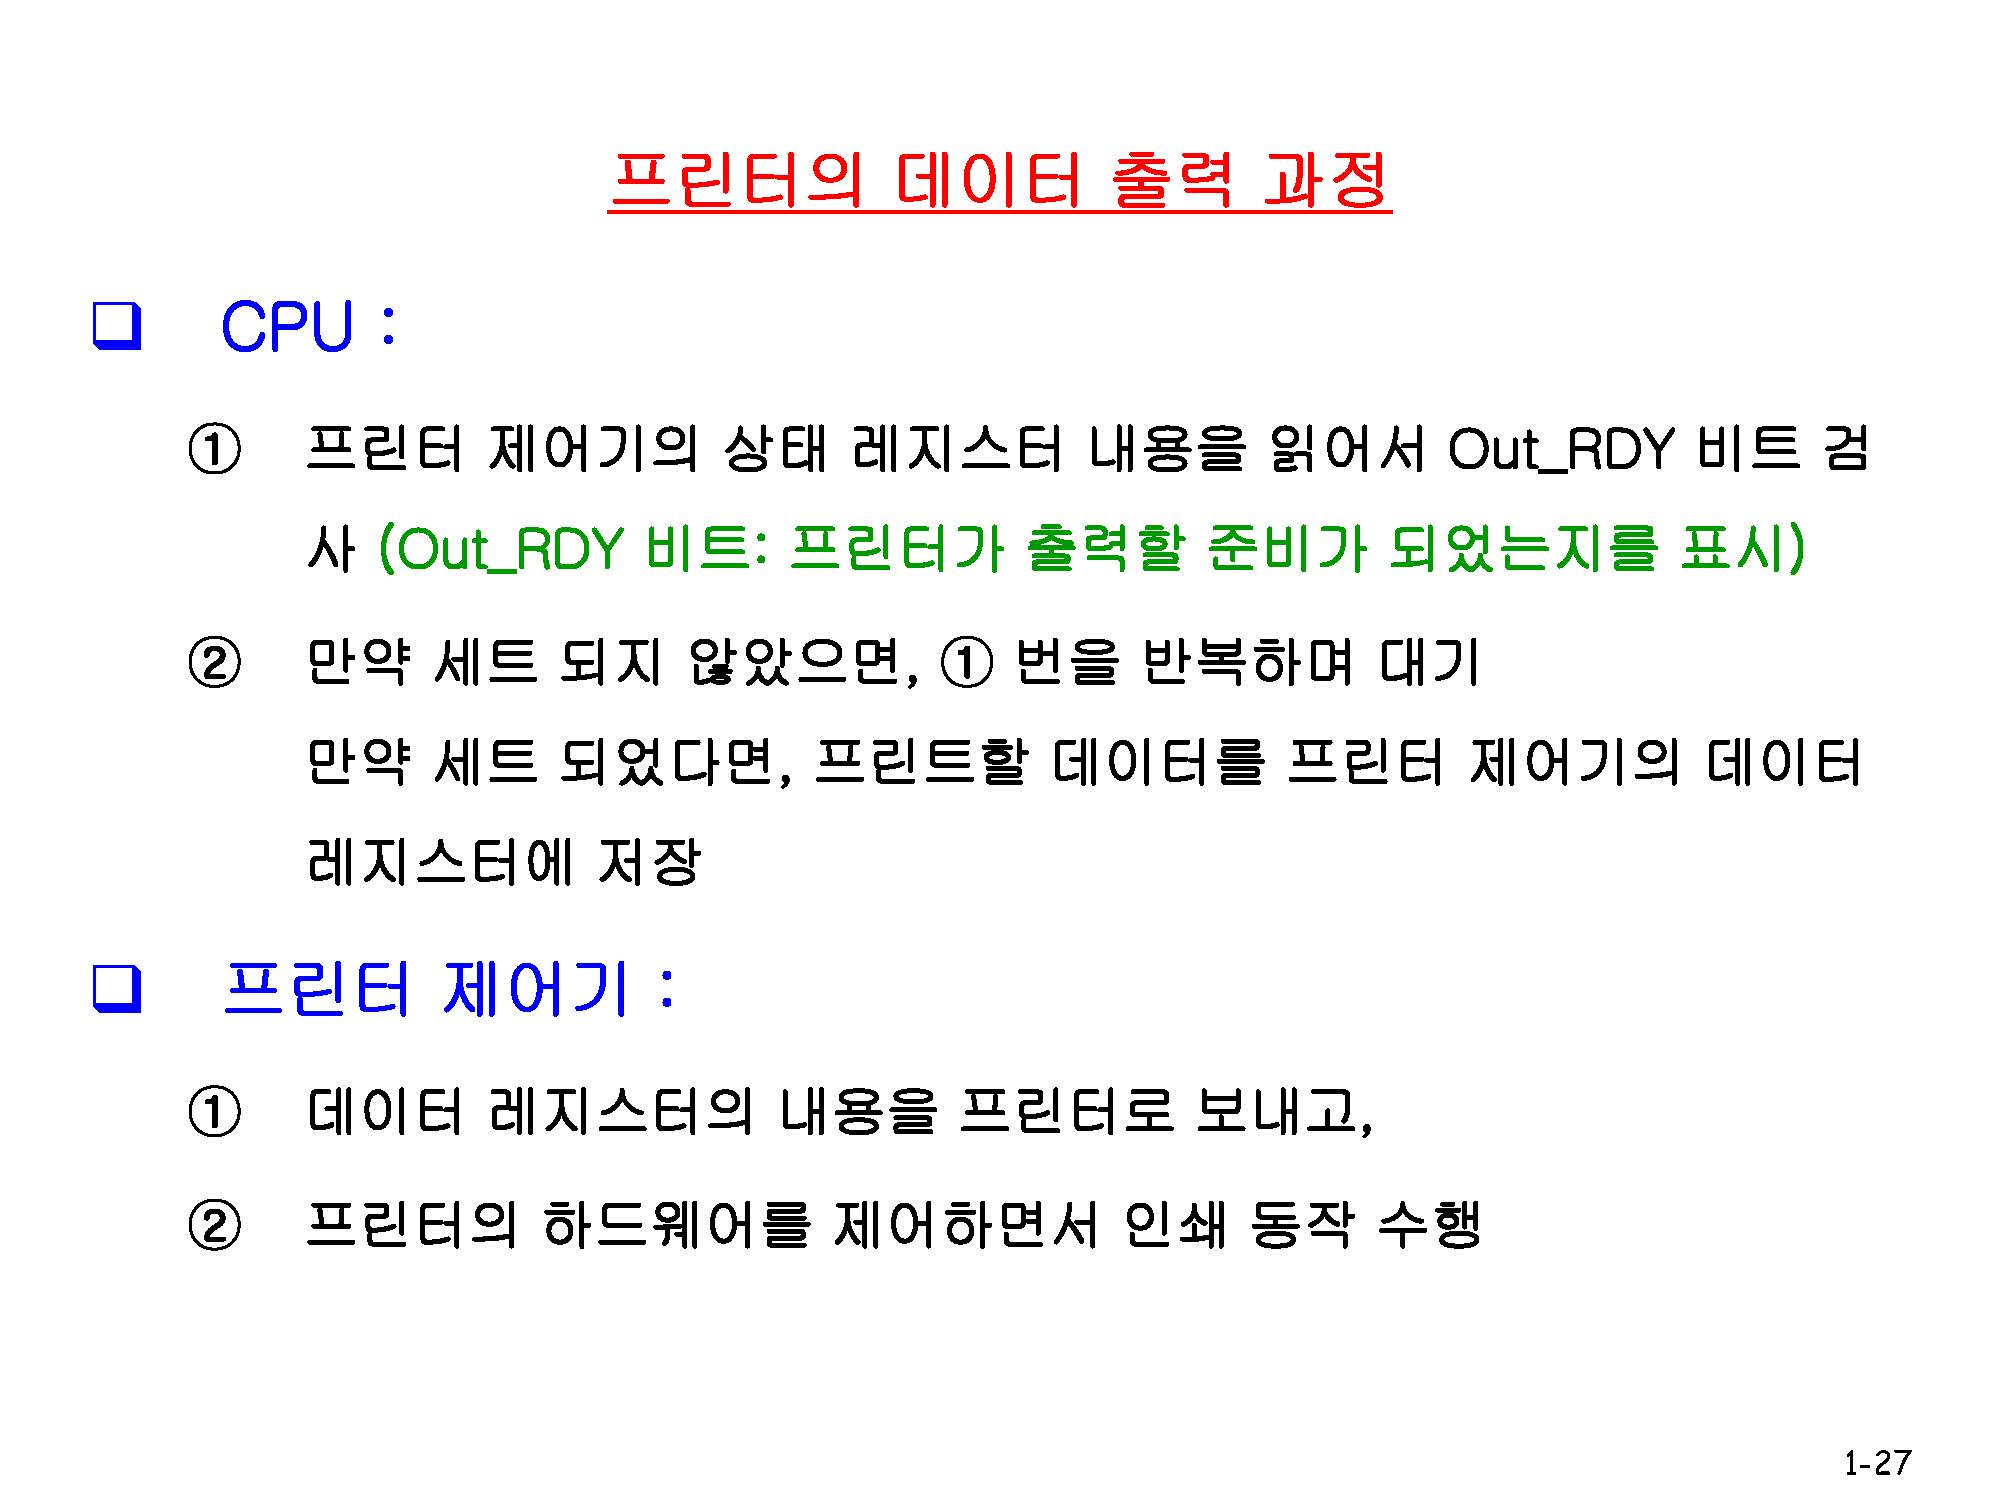 프린터의 데이터 출력 과정
❑ CPU :
① 프린터 제어기의 상태 레지스터 내용을 읽어서 Out_RDY 비트 검
사 (Out_RDY 비트: 프린터가 출력할 준비가 되었는지를 표시)
② 만약 세트 되지 않았으면, ① 번을 반복하며 대기
만약 세트 되었다면, 프린트할 데이터를 프린터 제어기의 데이터
레지스터에 저장
❑ 프린터 제어기 :
① 데이터 레지스터의 내용을 프린터로 보내고,
② 프린터의 하드웨어를 제어하면서 인쇄 동작 수행
1-27